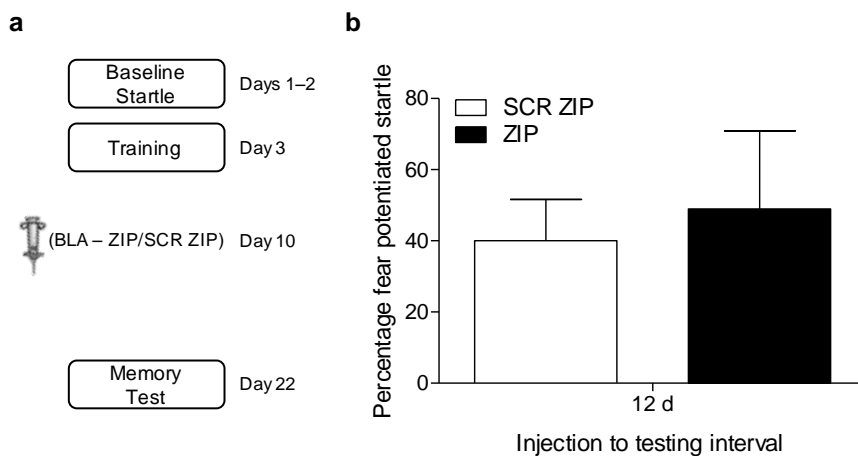 a
Baseline
Startle
Days 1–2
Training
Day 3
(BLA – ZIP/SCR ZIP)
Day 10
Memory
Test
Day 22
b
Percentage fear potentiated startle
80
60
40
20
0
SCR ZIP
ZIP
12 d
Injection to testing interval